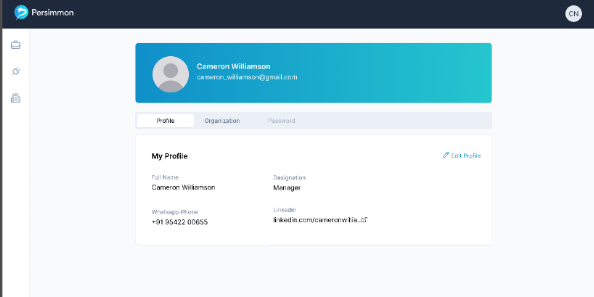 Persimmon
CN
Cameron Williamson
cameron_williamson@gmail.com
Profile
Organization
Password
My Profile
Edit Profile
Full Name
Cameron Williamson
Designation
Manager
Whatsapp Phone
+91 95422 00655
LinkedIn
linkedin.com/cameronwillia...